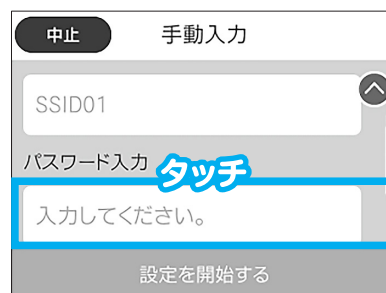 中止
手動入力
SSID01
パスワード入力
タッチ
入力してください。
設定を開始する